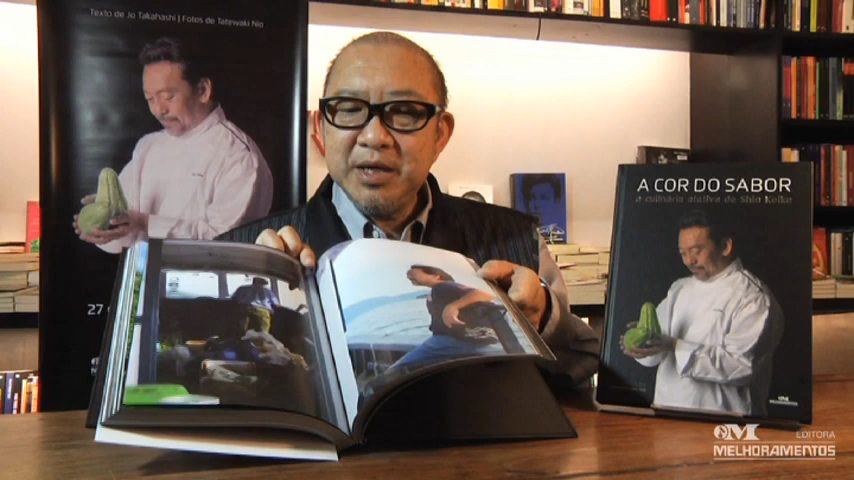 Texto de Jo Takahashi | Fotos de Tatewaki Nio
27
A COR DO SABOR
a culinária afetiva de Shin Koike
MELHORAMENTOS
EDITORA
MELHORAMENTOS